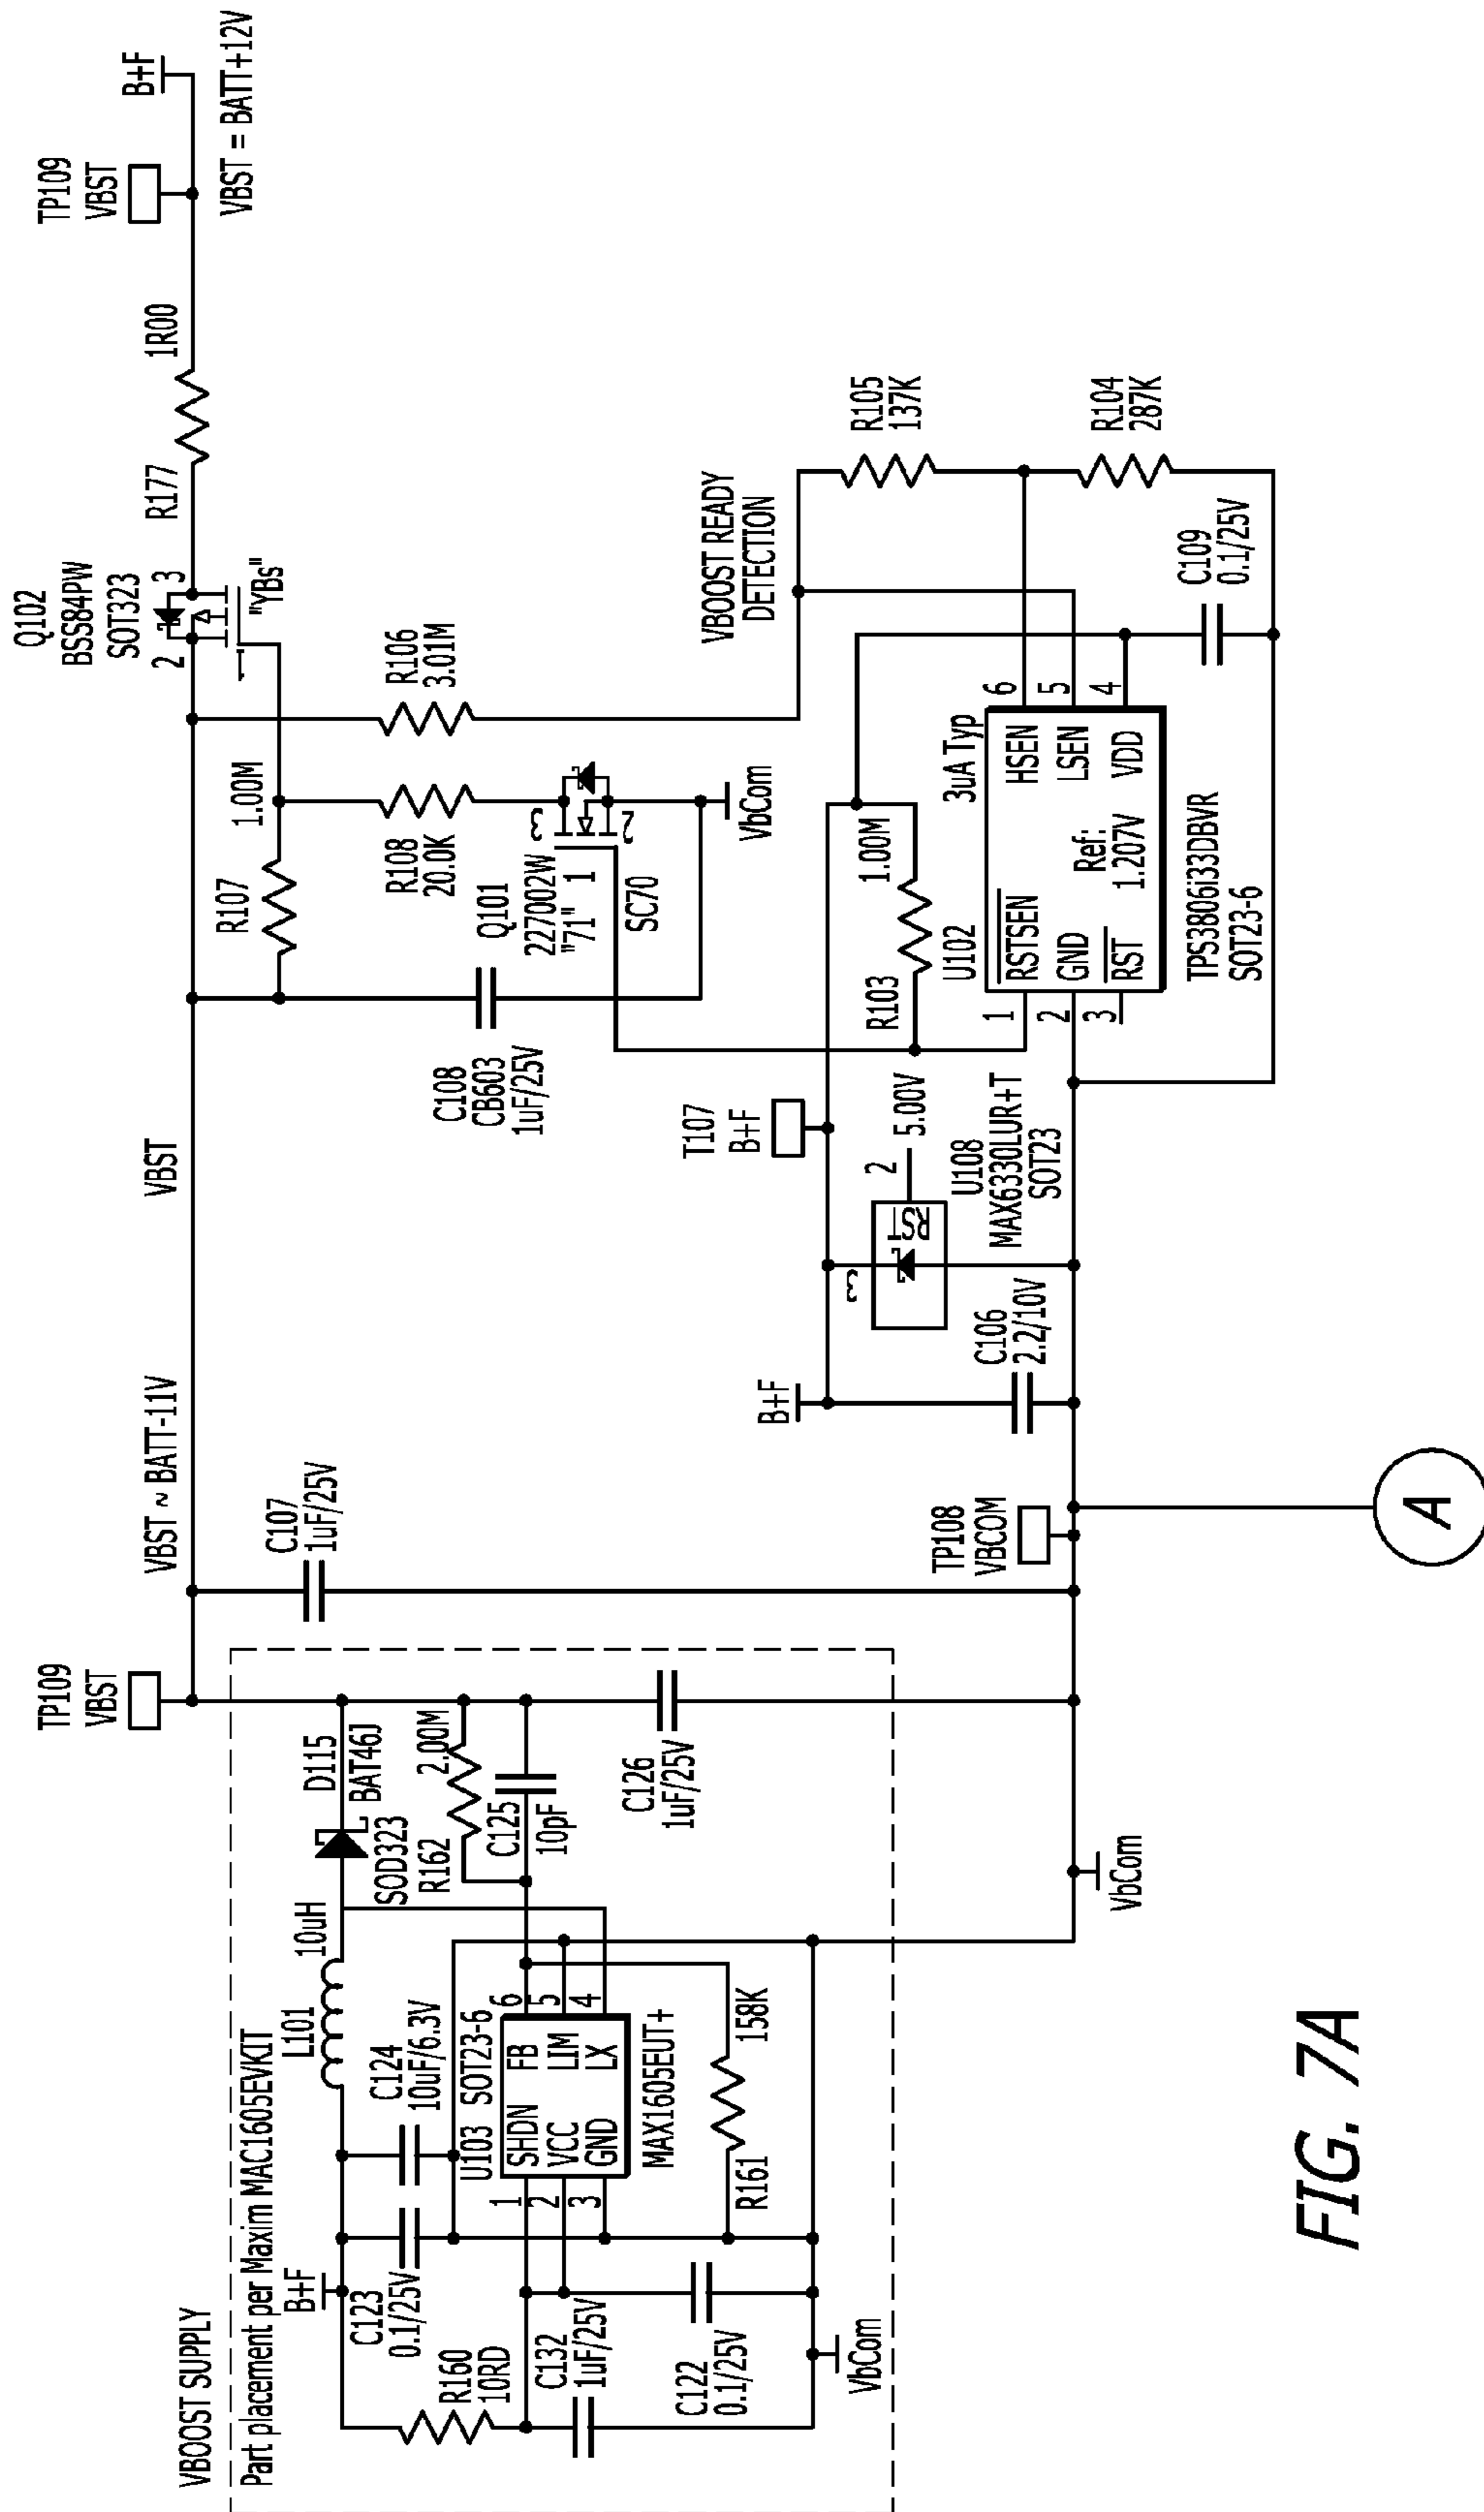 VBOOST SUPPLY
Part placement per Maxim MAC1605EVKIT
B+F
C123
0.1/25V
R160
10RD
C132
1uF/25V
C122
0.1/25V
VbCom
L101
10uH
C124
10uF/6.3V
U103
SOT23-6
1
2
3
SHDN
VCC
GND
FB
LIM
LX
6
5
4
MAX1605EUT+
R161
158K
D115
BAT46J
SOD323
R162
2.00M
C125
10pF
C126
1uF/25V
VbCom
TP109
VBST
VBST ~ BATT-11V
C107
1uF/25V
TP108
VBCOM
A
B+F
C106
2.2/10V
3
RST
2
5.00V
U108
MAX6330LUR+T
SOT23
T107
B+F
VBST
C108
CB603
1uF/25V
R107
1.00M
R108
20.0K
Q101
227002W
"71"
1
3
2
SC70
VbCom
R106
3.01M
Q102
BSS84PW
SOT323
2
3
1
"YBs"
R177
1R00
TP109
VBST
B+F
VBST = BATT+12V
VBOOST READY
DETECTION
R103
1.00M
U102
3uA Typ
1
2
3
RSTSEN
GND
RST
Ref:
1.207V
HSEN
LSEN
VDD
6
5
4
TPS3806i33DBVR
SOT23-6
R105
137K
R104
287K
C109
0.1/25V
FIG. 7A